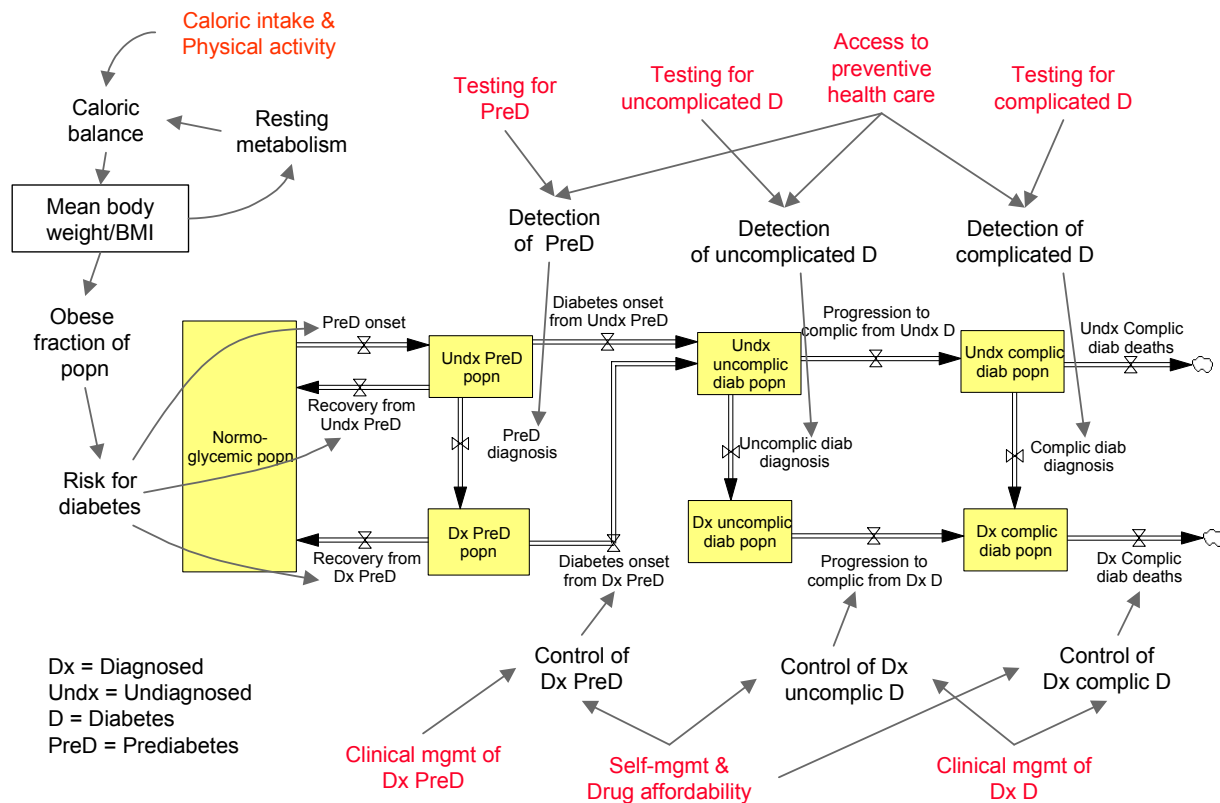 Caloric intake &
Physical activity
Access to
preventive
health care
Testing for
PreD
Testing for
uncomplicated D
Testing for
complicated D
Caloric
balance
Resting
metabolism
Mean body
weight/BMI
Detection
of PreD
Detection
of uncomplicated D
Detection of
complicated D
Obese
fraction of
popn
Risk for
diabetes
PreD onset
Diabetes onset
from Undx PreD
Progression to
complic from Undx D
Undx Complic
diab deaths
Undx PreD
popn
Undx
uncomplic
diab popn
Undx complic
diab popn
Recovery from
Undx PreD
Normo-
glycemic popn
PreD
diagnosis
Uncomplic diab
diagnosis
Complic diab
diagnosis
Dx PreD
popn
Dx uncomplic
diab popn
Dx complic
diab popn
Recovery from
Dx PreD
Diabetes onset
from Dx PreD
Progression to
complic from Dx D
Dx Complic
diab deaths
Dx = Diagnosed
Undx = Undiagnosed
D = Diabetes
PreD = Prediabetes
Control of
Dx PreD
Control of Dx
uncomplic D
Control of
Dx complic D
Clinical mgmt of
Dx PreD
Self-mgmt &
Drug affordability
Clinical mgmt of
Dx D